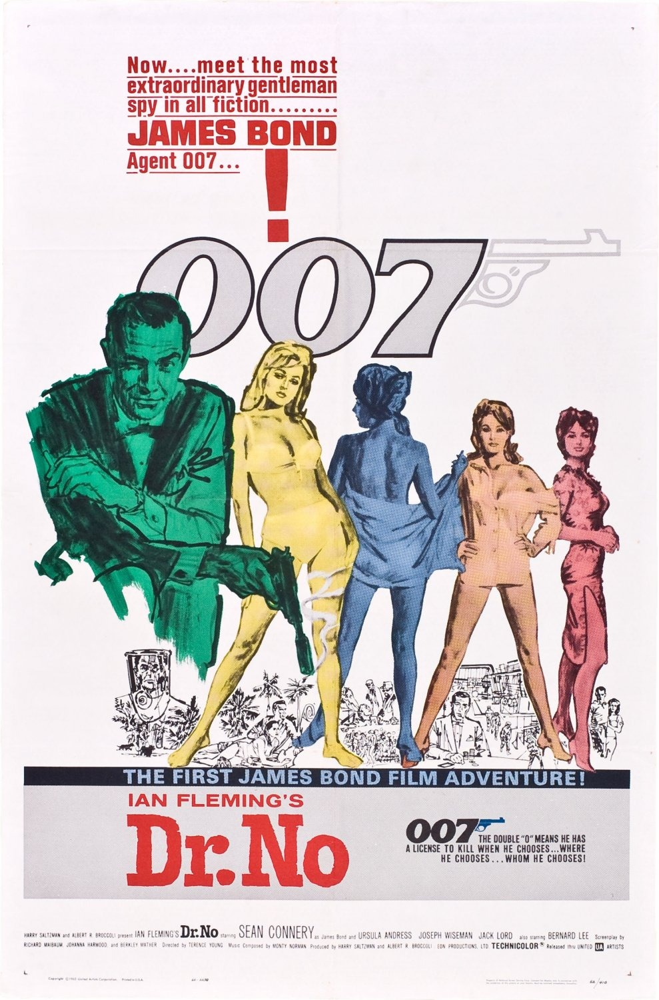 Now....meet the most
extraordinary gentleman
spy in all fiction.........
JAMES BOND
Agent 007...
!
007
THE FIRST JAMES BOND FILM ADVENTURE!
IAN FLEMING'S
Dr. No
007
THE DOUBLE "O" MEANS HE HAS
A LICENSE TO KILL WHEN HE CHOOSES...WHERE
HE CHOOSES...WHOM HE CHOOSES!
HARRY SALTZMAN and ALBERT R. BROCCOLI present IAN FLEMING'S Dr. No starring SEAN CONNERY as James Bond and URSULA ANDRESS JOSEPH WISEMAN JACK LORD also starring BERNARD LEE Screenplay by
RICHARD MAIBAUM, JOHANNA HARWOOD, and BERKLEY MATHER Directed by TERENCE YOUNG Music Composed by MONTY NORMAN Produced by HARRY SALTZMAN and ALBERT R. BROCCOLI . EON PRODUCTIONS, LTD TECHNICOLOR® Released thru UNITED UA ARTISTS
Copyright © 1962 United Artists Corporation. Printed in U.S.A.
62/410